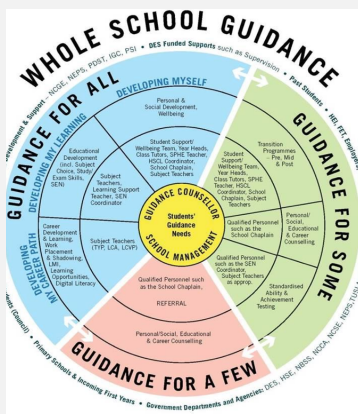 WHOLE SCHOOL GUIDANCE
velopment & Support - NCGE, NEPS, PDST, IGC, PSI • DES Funded Supports such as Supervision • Past Students • HEI, FET, Employers
GUIDANCE FOR ALL
DEVELOPING MYSELF
Personal &
Social Development,
Wellbeing
Student Support/
Wellbeing Team,
Year Heads,
Class Tutors,
SPHE Teacher,
HSCL Coordinator,
School Chaplain,
Subject Teachers
DEVELOPING MY LEARNING
Educational
Development
(incl. Subject
Choice, Study/
Exam Skills,
SEN)
Subject
Teachers,
Learning Support
Teacher, SEN
Coordinator
DEVELOPING
MY CAREER PATH
Career
Development
& Learning,
Work
Placement
& Shadowing,
LMI,
Learning
Opportunities,
Digital Literacy
Subject Teachers
(TYP, LCA, LCVP)
GUIDANCE COUNSELLOR
Students'
Guidance
Needs
SCHOOL MANAGEMENT
GUIDANCE FOR SOME
Transition
Programmes
- Pre, Mid
& Post
Student
Support/
Wellbeing Team,
Year Heads,
Class Tutors,
SPHE Teacher,
HSCL
Coordinator,
School Chaplain,
Subject
Teachers
Personal/
Social,
Educational
& Career
Counselling
Qualified Personnel
such as the
School Chaplain
Qualified Personnel
such as the SEN
Coordinator,
Subject Teachers
as approp.
Standardised
Ability &
Achievement
Testing
Qualified Personnel such
as the School Chaplain,
REFERRAL
Personal/Social, Educational
& Career Counselling
GUIDANCE FOR A FEW
(Council) • Primary Schools & Incoming First Years • Government Departments and Agencies: DES, HSE, NBSS, NCCA, NCSE, NEPS,